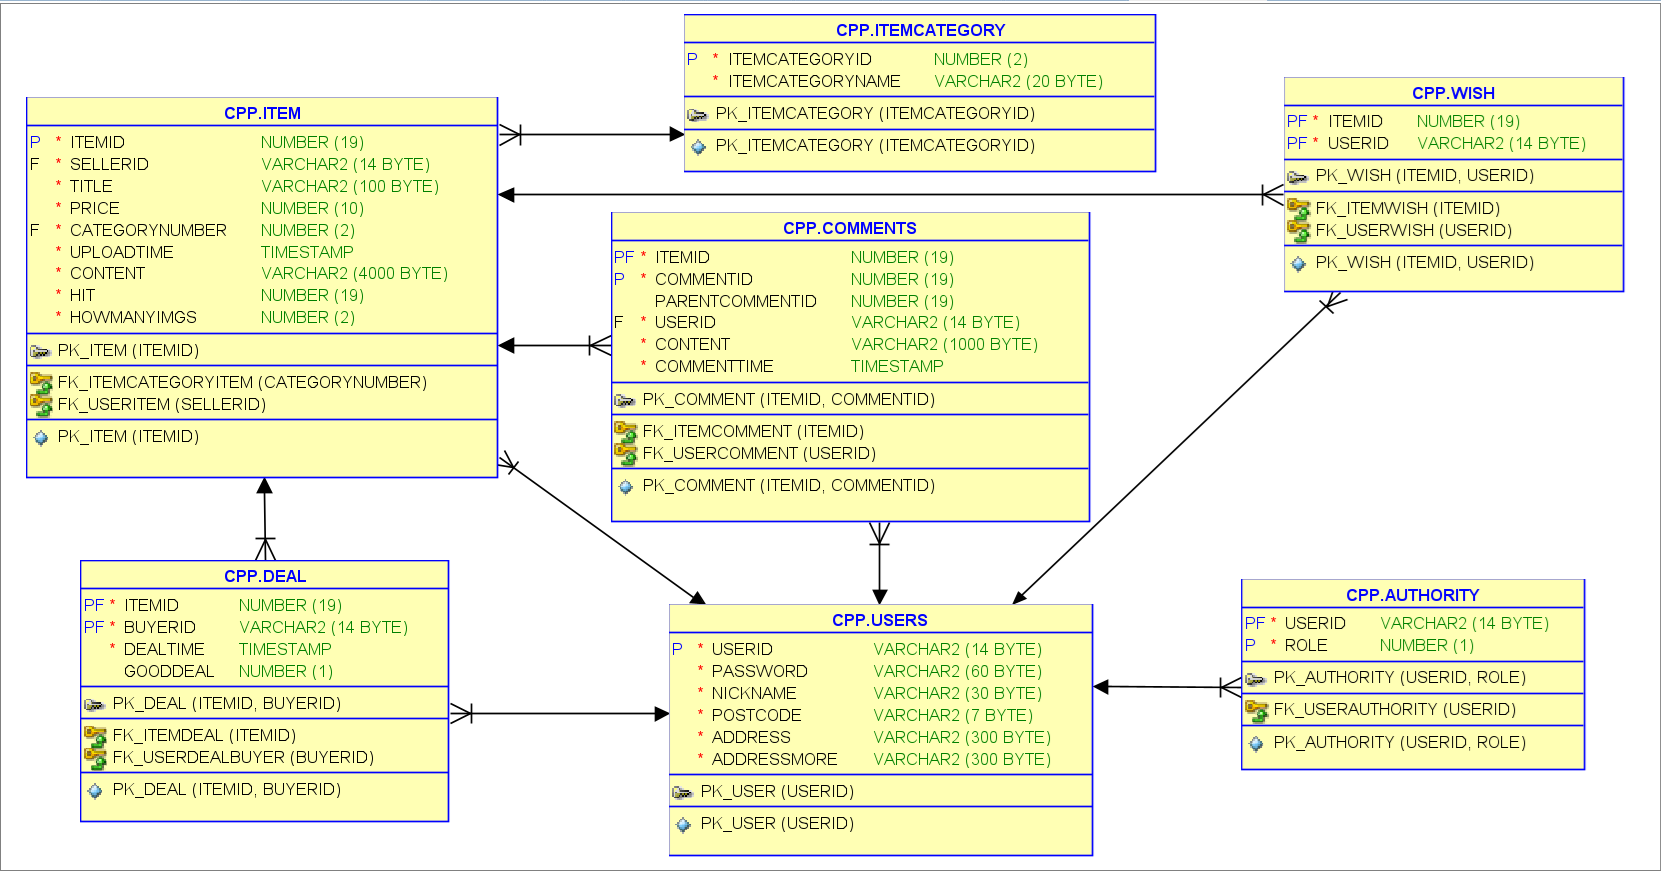 CPP.ITEMCATEGORY
P * ITEMCATEGORYID NUMBER (2)
* ITEMCATEGORYNAME VARCHAR2 (20 BYTE)
PK_ITEMCATEGORY (ITEMCATEGORYID)
PK_ITEMCATEGORY (ITEMCATEGORYID)
CPP.ITEM
P * ITEMID NUMBER (19)
F * SELLERID VARCHAR2 (14 BYTE)
* TITLE VARCHAR2 (100 BYTE)
* PRICE NUMBER (10)
F * CATEGORYNUMBER NUMBER (2)
* UPLOADTIME TIMESTAMP
* CONTENT VARCHAR2 (4000 BYTE)
* HIT NUMBER (19)
* HOWMANYIMGS NUMBER (2)
PK_ITEM (ITEMID)
FK_ITEMCATEGORYITEM (CATEGORYNUMBER)
FK_USERITEM (SELLERID)
PK_ITEM (ITEMID)
CPP.WISH
PF * ITEMID NUMBER (19)
PF * USERID VARCHAR2 (14 BYTE)
PK_WISH (ITEMID, USERID)
FK_ITEMWISH (ITEMID)
FK_USERWISH (USERID)
PK_WISH (ITEMID, USERID)
CPP.COMMENTS
PF * ITEMID NUMBER (19)
P * COMMENTID NUMBER (19)
PARENTCOMMENTID NUMBER (19)
F * USERID VARCHAR2 (14 BYTE)
* CONTENT VARCHAR2 (1000 BYTE)
* COMMENTTIME TIMESTAMP
PK_COMMENT (ITEMID, COMMENTID)
FK_ITEMCOMMENT (ITEMID)
FK_USERCOMMENT (USERID)
PK_COMMENT (ITEMID, COMMENTID)
CPP.DEAL
PF * ITEMID NUMBER (19)
PF * BUYERID VARCHAR2 (14 BYTE)
* DEALTIME TIMESTAMP
GOODDEAL NUMBER (1)
PK_DEAL (ITEMID, BUYERID)
FK_ITEMDEAL (ITEMID)
FK_USERDEALBUYER (BUYERID)
PK_DEAL (ITEMID, BUYERID)
CPP.USERS
P * USERID VARCHAR2 (14 BYTE)
* PASSWORD VARCHAR2 (60 BYTE)
* NICKNAME VARCHAR2 (30 BYTE)
* POSTCODE VARCHAR2 (7 BYTE)
* ADDRESS VARCHAR2 (300 BYTE)
* ADDRESSMORE VARCHAR2 (300 BYTE)
PK_USER (USERID)
PK_USER (USERID)
CPP.AUTHORITY
PF * USERID VARCHAR2 (14 BYTE)
P * ROLE NUMBER (1)
PK_AUTHORITY (USERID, ROLE)
FK_USERAUTHORITY (USERID)
PK_AUTHORITY (USERID, ROLE)